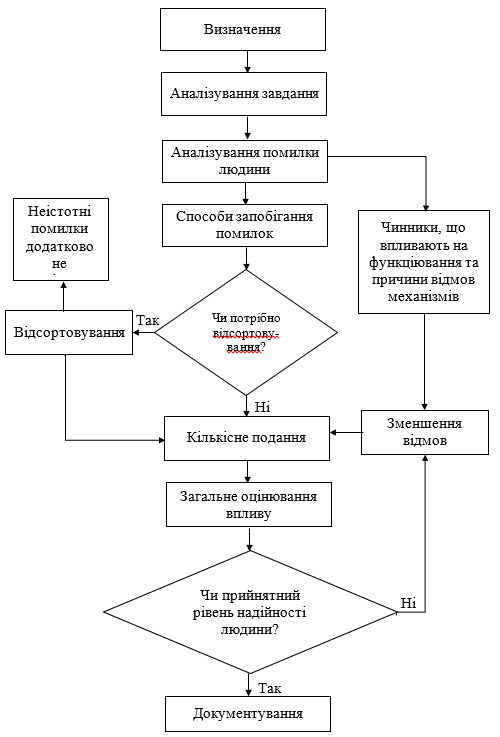 Визначення
Аналізування завдання
Аналізування помилки
людини
Способи запобігання
помилок
Неістотні
помилки
додатково
не
Чинники, що
впливають на
функціювання та
причини відмов
механізмів
Чи потрібно
відсортову-
вання?
Так
Відсортовування
Ні
Кількісне подання
Зменшення
відмов
Загальне оцінювання
впливу
Чи прийнятний
рівень надійності
людини?
Ні
Так
Документування